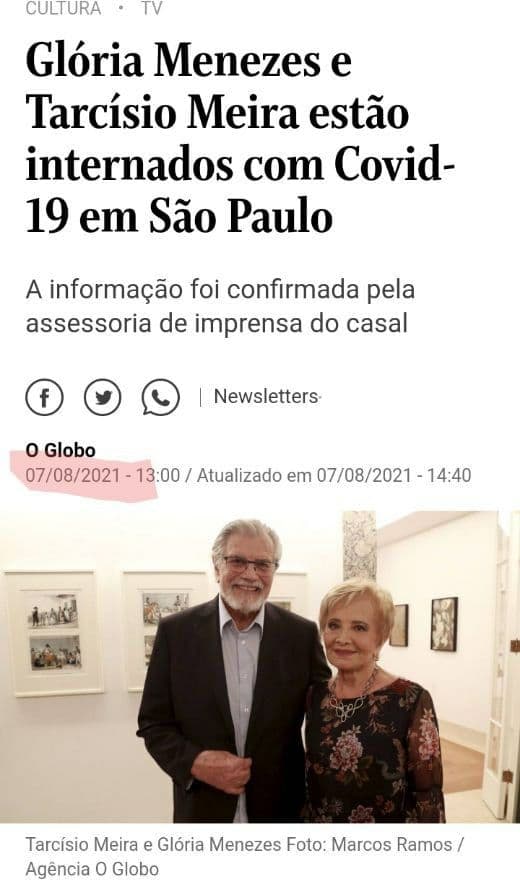 CULTURA • TV
Glória Menezes e
Tarcísio Meira estão
internados com Covid-
19 em São Paulo
A informação foi confirmada pela
assessoria de imprensa do casal
| Newsletters
O Globo
07/08/2021 - 13:00 / Atualizado em 07/08/2021 - 14:40
Tarcísio Meira e Glória Menezes Foto: Marcos Ramos /
Agência O Globo